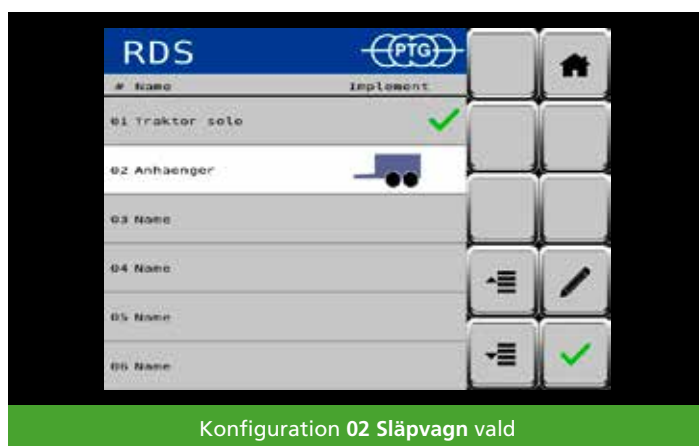 RDS
PTG
# Name Implement
01 Traktor solo
02 Anhaenger
03 Name
04 Name
05 Name
06 Name
Konfiguration 02 Släpvagn vald